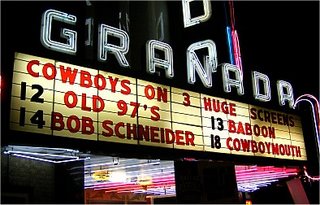 GRANADA
COWBOYS ON 3 HUGE SCREENS
12 OLD 97'S 13 BABOON
14 BOB SCHNEIDER 18 COWBOYMOUTH